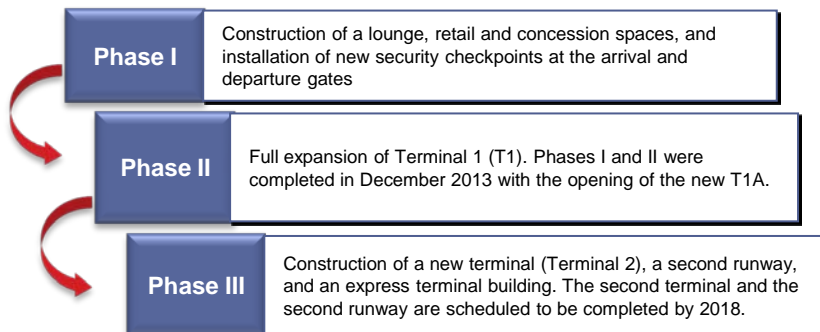 Phase I
Construction of a lounge, retail and concession spaces, and
installation of new security checkpoints at the arrival and
departure gates
Phase II
Full expansion of Terminal 1 (T1). Phases I and II were
completed in December 2013 with the opening of the new T1A.
Phase III
Construction of a new terminal (Terminal 2), a second runway,
and an express terminal building. The second terminal and the
second runway are scheduled to be completed by 2018.